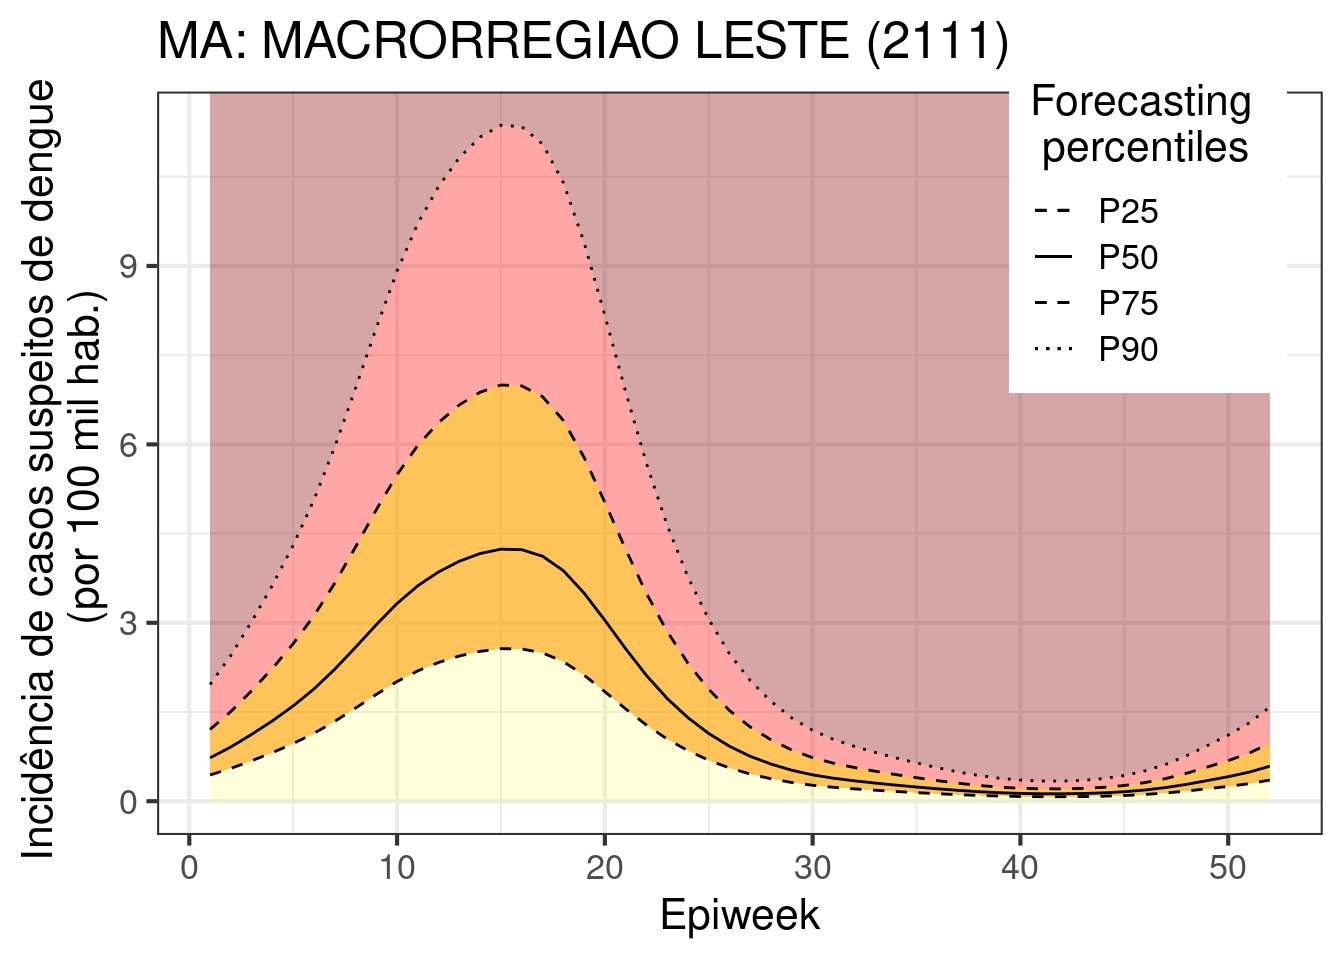 MA: MACRORREGIAO LESTE (2111)
Incidência de casos suspeitos de dengue
(por 100 mil hab.)
9
6
3
0
0 10 20 30 40 50
Epiweek
Forecasting
percentiles
P25
P50
P75
P90